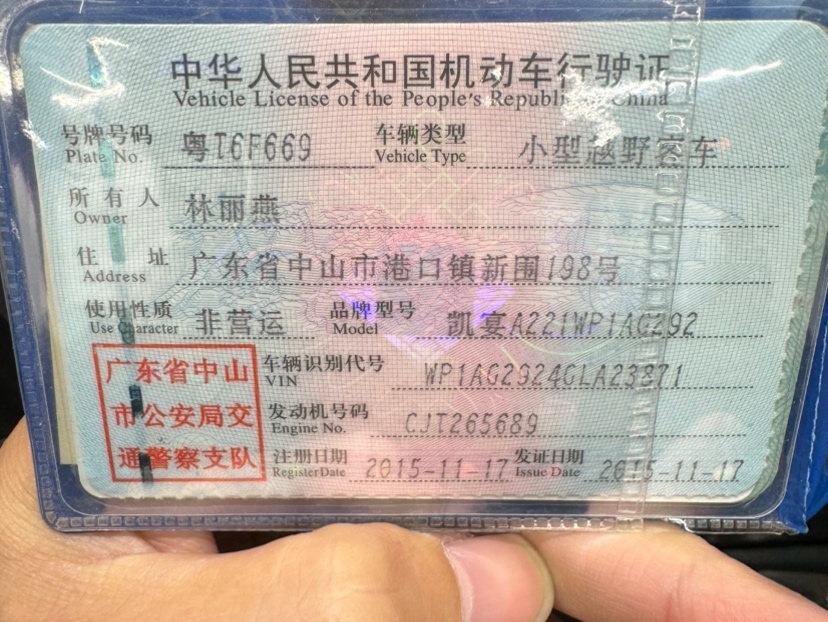 中华人民共和国机动车行驶证
Vehicle License of the People's Republic of China
号牌号码 粤T6F669 车辆类型 小型越野客车
Plate No. Vehicle Type
所有人 林丽燕
Owner
住址 广东省中山市港口镇新围198号
Address
使用性质 非营运 品牌型号 凯宴A221WP1AG292
Use Character Model
广东省中山
市公安局交
通警察支队
车辆识别代号 WP1AG2924GLA23871
VIN
发动机号码 CJT265689
Engine No.
注册日期 2015-11-17 发证日期 2015-11-17
Register Date Issue Date